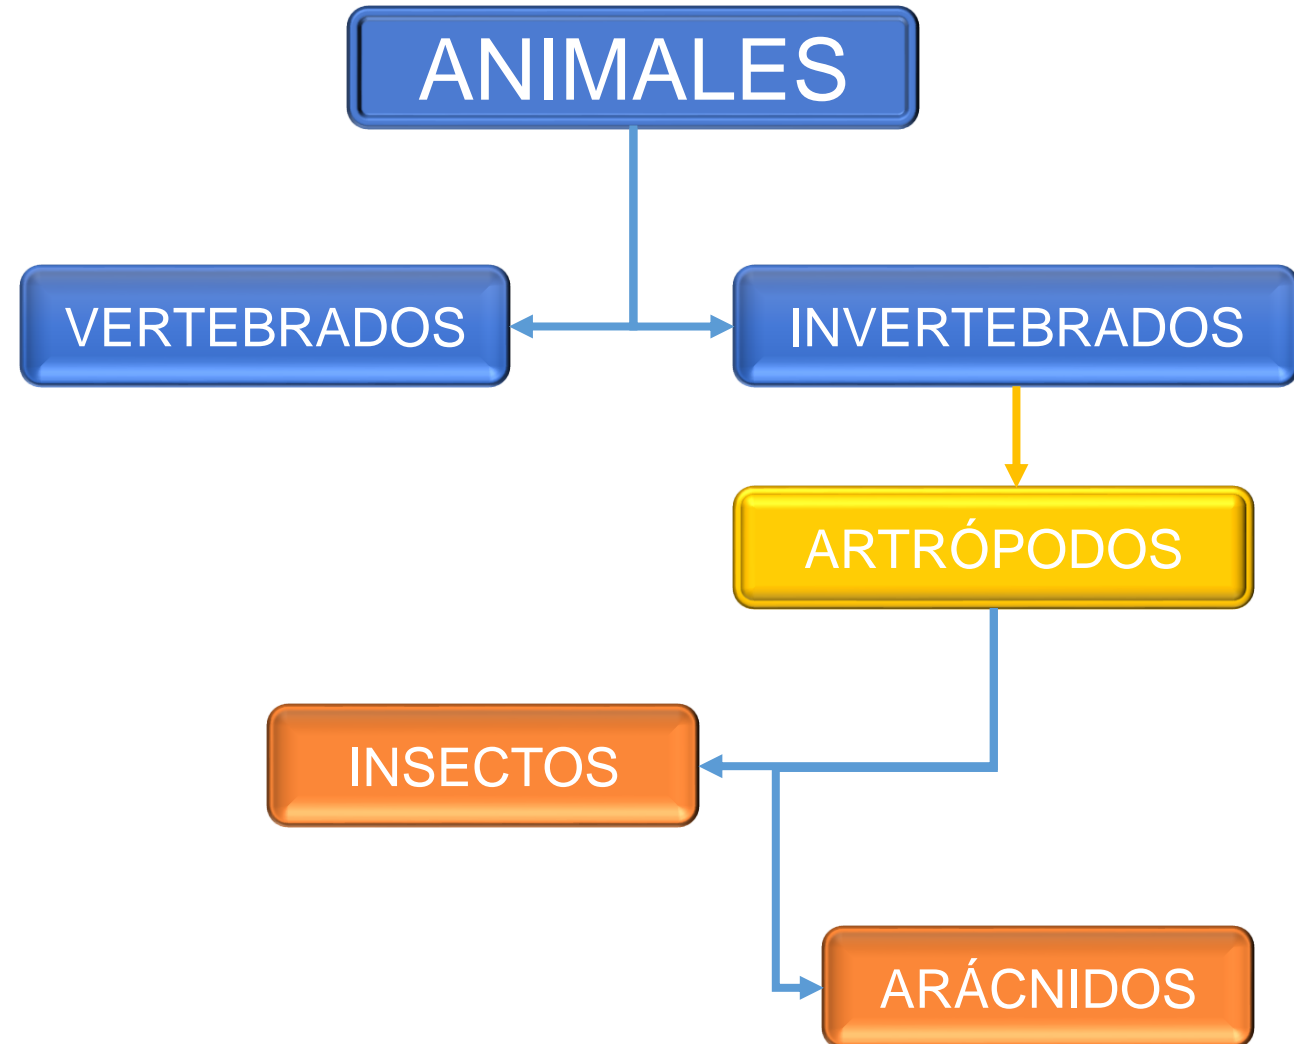 ANIMALES
VERTEBRADOS
INVERTEBRADOS
ARTRÓPODOS
INSECTOS
ARÁCNIDOS